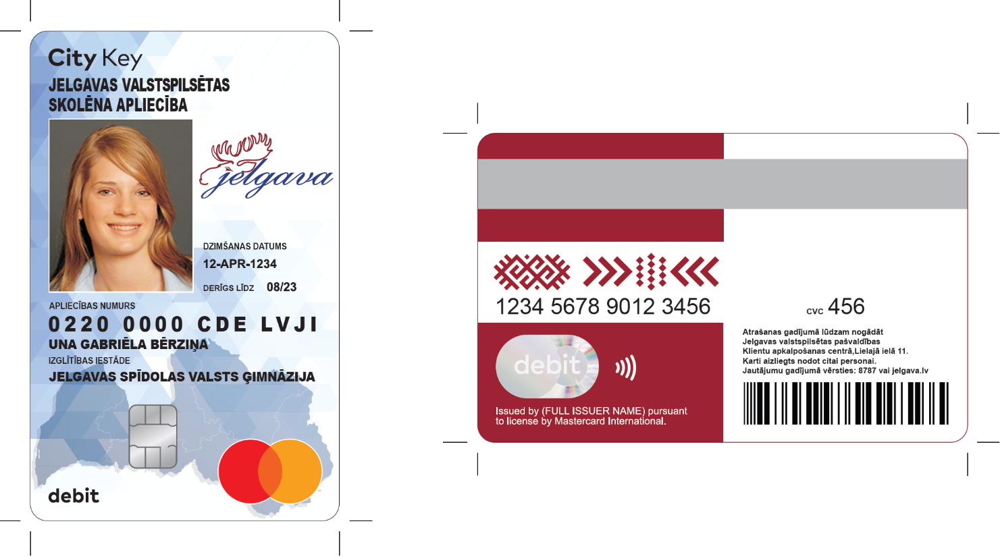 City Key
JELGAVAS VALSTSPILSĒTAS
SKOLĒNA APLIECĪBA
jelgava
DZIMŠANAS DATUMS
12-APR-1234
DERĪGS LĪDZ 08/23
APLIECĪBAS NUMURS
0220 0000 CDE LVJI
UNA GABRIĒLA BĒRZIŅA
IZGLĪTĪBAS IESTĀDE
JELGAVAS SPĪDOLAS VALSTS ĢIMNĀZIJA
debit
1234 5678 9012 3456
debit
Issued by (FULL ISSUER NAME) pursuant
to license by Mastercard International.
CVC 456
Atrašanas gadījumā lūdzam nogādāt
Jelgavas valstspilsētas pašvaldības
Klientu apkalpošanas centrā,Lielajā ielā 11.
Karti aizliegts nodot citai personai.
Jautājumu gadījumā vērsties: 8787 vai jelgava.lv